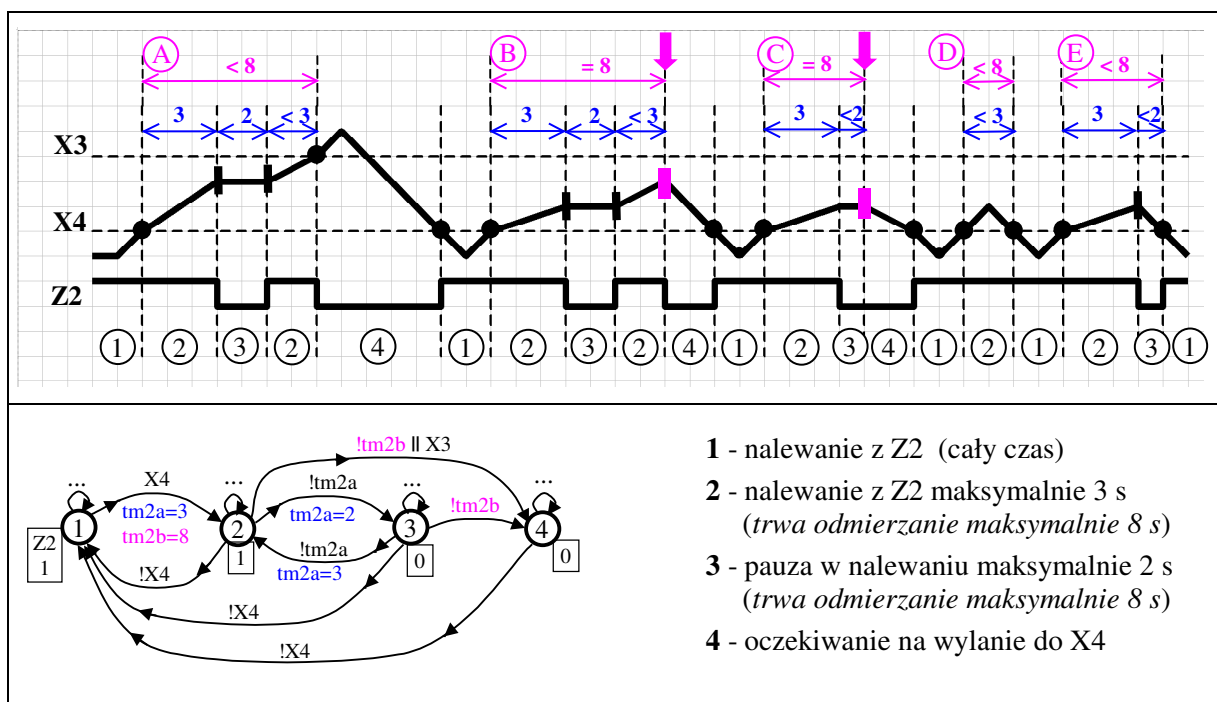 A B C D E
< 8 = 8 = 8 < 8 < 8
3 2 < 3 3 2 < 3 3 <2 < 3 3 <2
X3
X4
Z2
1 2 3 2 4 1 2 3 2 4 1 2 3 4 1 2 1 2 3 1
!tm2b || X3
... X4 ... !tm2a ... !tm2b ...
tm2a=3 tm2a=2
tm2b=8
1 2 3 4
Z2 1 !tm2a 0 0
1 !X4 tm2a=3
!X4
!X4
1 - nalewanie z Z2 (cały czas)
2 - nalewanie z Z2 maksymalnie 3 s
(trwa odmierzanie maksymalnie 8 s)
3 - pauza w nalewaniu maksymalnie 2 s
(trwa odmierzanie maksymalnie 8 s)
4 - oczekiwanie na wylanie do X4